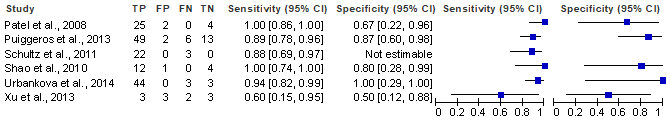 Study TP FP FN TN Sensitivity (95% CI) Specificity (95% CI) Sensitivity (95% CI) Specificity (95% CI)
Patel et al., 2008 25 2 0 4 1.00 [0.86, 1.00] 0.67 [0.22, 0.96]
Puiggeros et al., 2013 49 2 6 13 0.89 [0.78, 0.96] 0.87 [0.60, 0.98]
Schultz et al., 2011 22 0 3 0 0.88 [0.69, 0.97] Not estimable
Shao et al., 2010 12 1 0 4 1.00 [0.74, 1.00] 0.80 [0.28, 0.99]
Urbankova et al., 2014 44 0 3 3 0.94 [0.82, 0.99] 1.00 [0.29, 1.00]
Xu et al., 2013 3 3 2 3 0.60 [0.15, 0.95] 0.50 [0.12, 0.88]
0 0.2 0.4 0.6 0.8 1 0 0.2 0.4 0.6 0.8 1